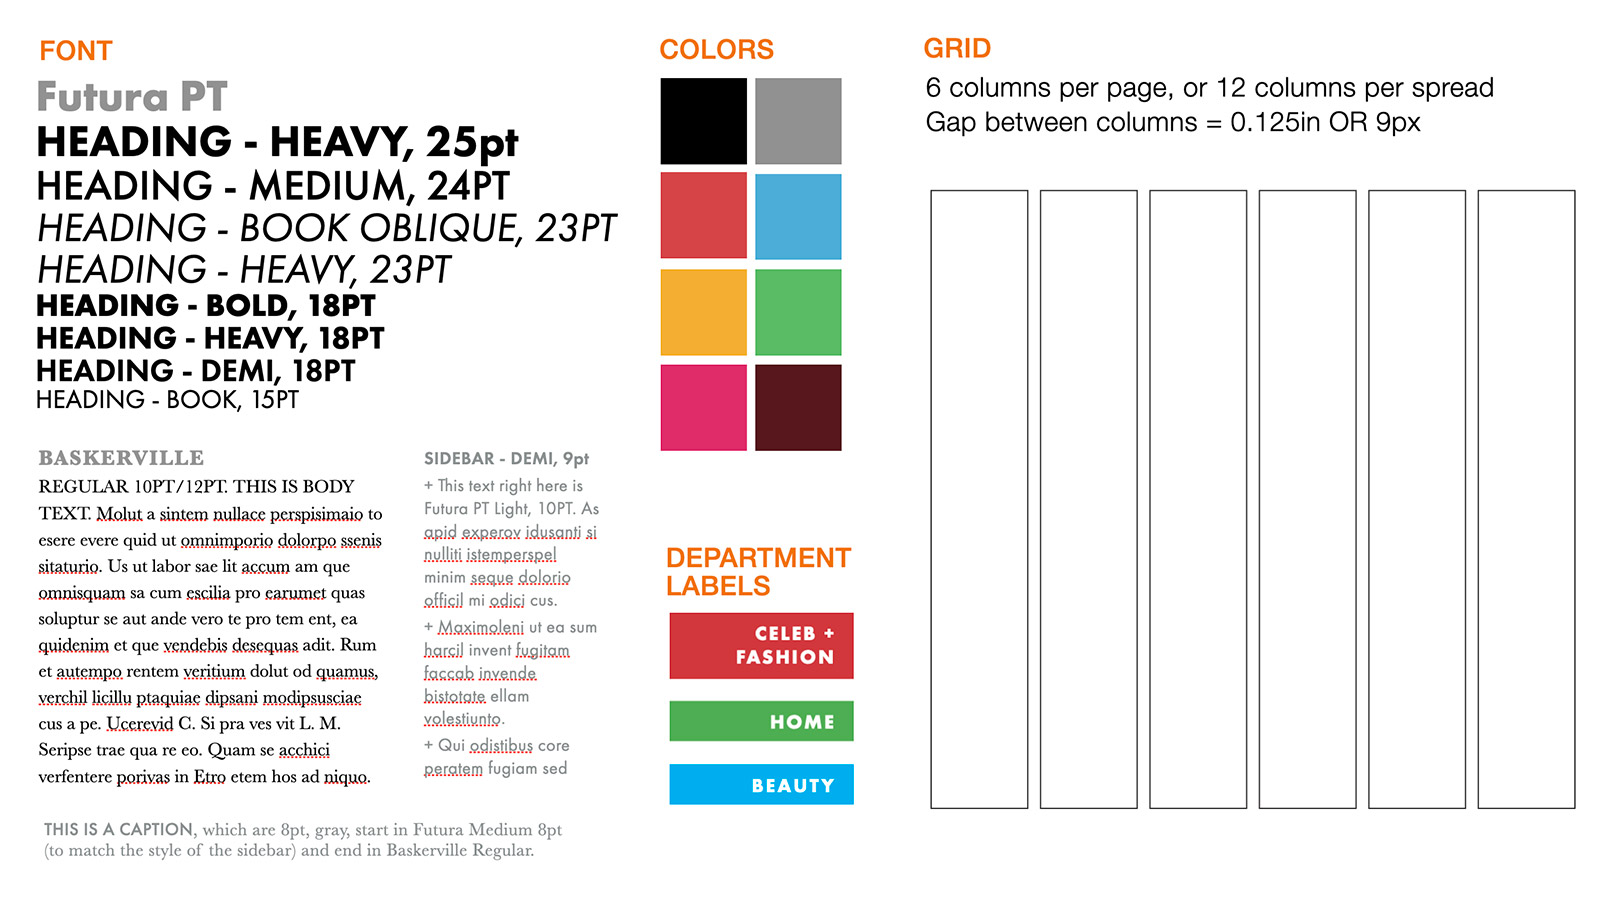 FONT
Futura PT
HEADING - HEAVY, 25pt
HEADING - MEDIUM, 24PT
HEADING - BOOK OBLIQUE, 23PT
HEADING - HEAVY, 23PT
HEADING - BOLD, 18PT
HEADING - HEAVY, 18PT
HEADING - DEMI, 18PT
HEADING - BOOK, 15PT
BASKERVILLE
REGULAR 10PT/12PT. THIS IS BODY
TEXT. Molut a sintem nullace perspisimaio to
esere evere quid ut omnimporio dolorpo ssenis
sitaturio. Us ut labor sae lit accum am que
omnisquam sa cum escilia pro earumet quas
soluptur se aut ande vero te pro tem ent, ea
quidenim et que vendebis desequas adit. Rum
et autempo rentem veritium dolut od quamus,
verchil licillu ptaquiae dipsani modipsusciae
cus a pe. Ucerevid C. Si pra ves vit L. M.
Seripse trae qua re eo. Quam se acchici
verfentere porivas in Etro etem hos ad niquo.
SIDEBAR - DEMI, 9pt
+ This text right here is
Futura PT Light, 10PT. As
apid experov idusanti si
nulliti istemperspel
minim seque dolorio
officil mi odici cus.
+ Maximoleni ut ea sum
harcil invent fugitam
faccab invende
bistotate ellam
volestiunto.
+ Qui odistibus core
peratem fugiam sed
THIS IS A CAPTION, which are 8pt, gray, start in Futura Medium 8pt
(to match the style of the sidebar) and end in Baskerville Regular.
COLORS
DEPARTMENT
LABELS
CELEB +
FASHION
HOME
BEAUTY
GRID
6 columns per page, or 12 columns per spread
Gap between columns = 0.125in OR 9px